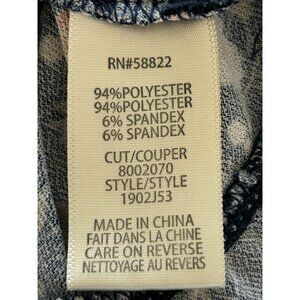 RN#58822
94%POLYESTER
94%POLYESTER
6% SPANDEX
6% SPANDEX
CUT/COUPER
8002070
STYLE/STYLE
1902J53
MADE IN CHINA
FAIT DANS LA CHINE
CARE ON REVERSE
NETTOYAGE AU REVERS